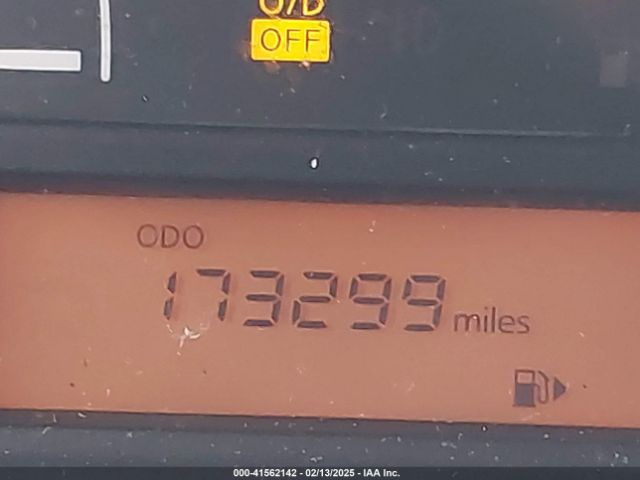 O/D
OFF
ODO
173299 miles
000-41562142 - 02/13/2025 - IAA Inc.